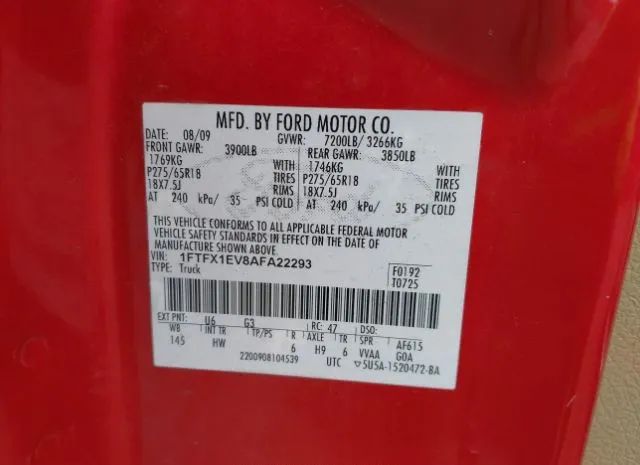 MFD. BY FORD MOTOR CO.
DATE: 08/09 GVWR: 7200LB/ 3266KG
FRONT GAWR: 3900LB REAR GAWR: 3850LB
1769KG WITH 1746KG WITH
P275/65R18 TIRES P275/65R18 TIRES
18X7.5J RIMS 18X7.5J RIMS
AT 240 kPa/ 35 PSI COLD AT 240 kPa/ 35 PSI COLD
THIS VEHICLE CONFORMS TO ALL APPLICABLE FEDERAL MOTOR
VEHICLE SAFTY STANDARDS IN EFFECT ON THE DATE OF
MANUFACTURE SHOWN ABOVE.
VIN: 1FTFX1EV8AFA22293 F0192
TYPE: Truck T0725
EXT PNT: U6 G3 RC: 47 DSO:
WB INT TR TP/PS R AXLE TR SPR AF615
145 HW 6 H9 6 VVAA GOA
2200908104539 UTC ▽5U5A-1520472-BA